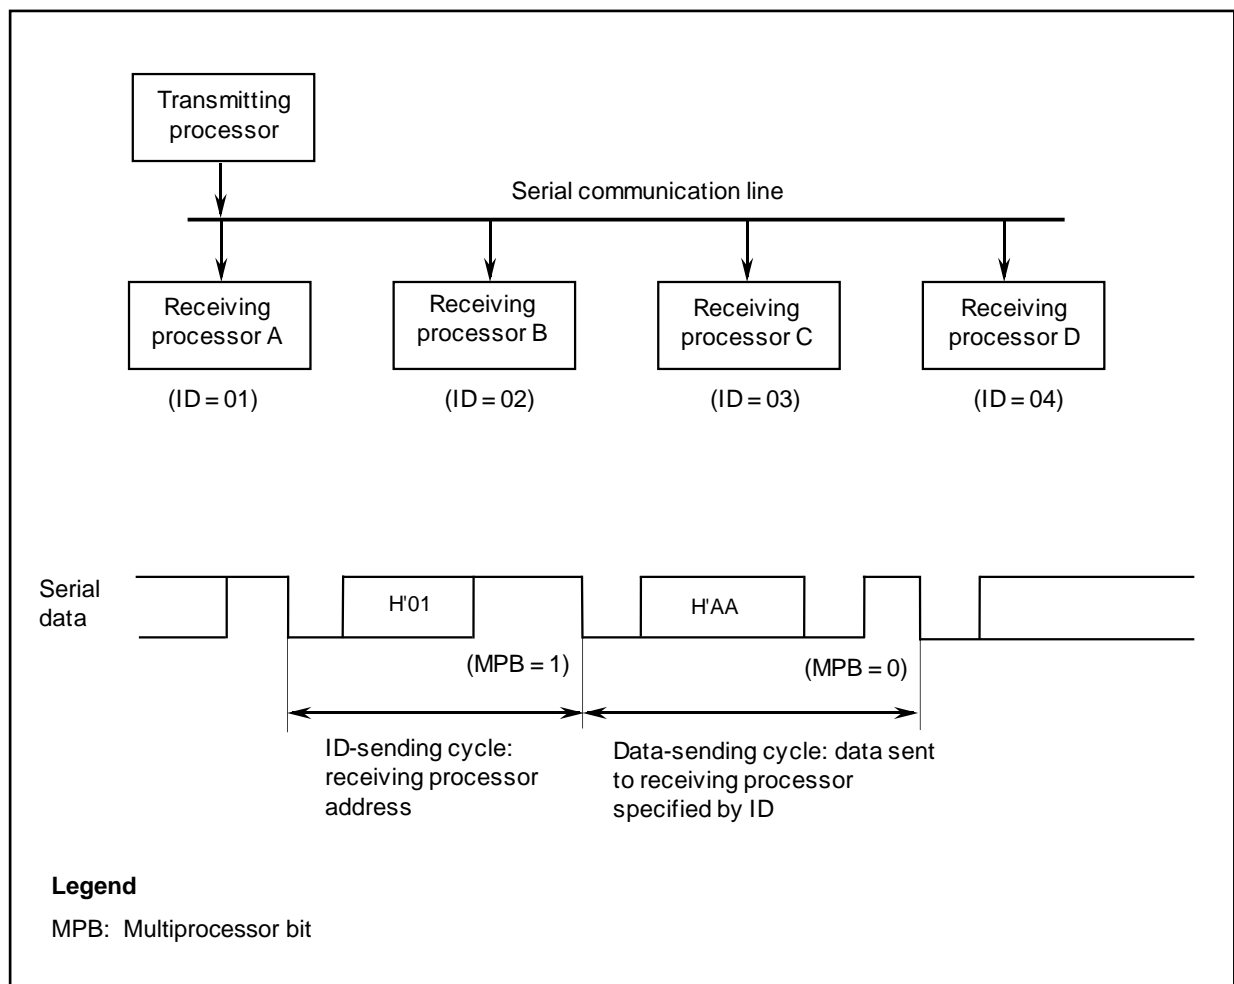 Transmitting
processor
Serial communication line
Receiving
processor A
Receiving
processor B
Receiving
processor C
Receiving
processor D
(ID = 01)
(ID = 02)
(ID = 03)
(ID = 04)
Serial
data
H'01
H'AA
(MPB = 1)
(MPB = 0)
ID-sending cycle:
receiving processor
address
Data-sending cycle: data sent
to receiving processor
specified by ID
Legend
MPB: Multiprocessor bit